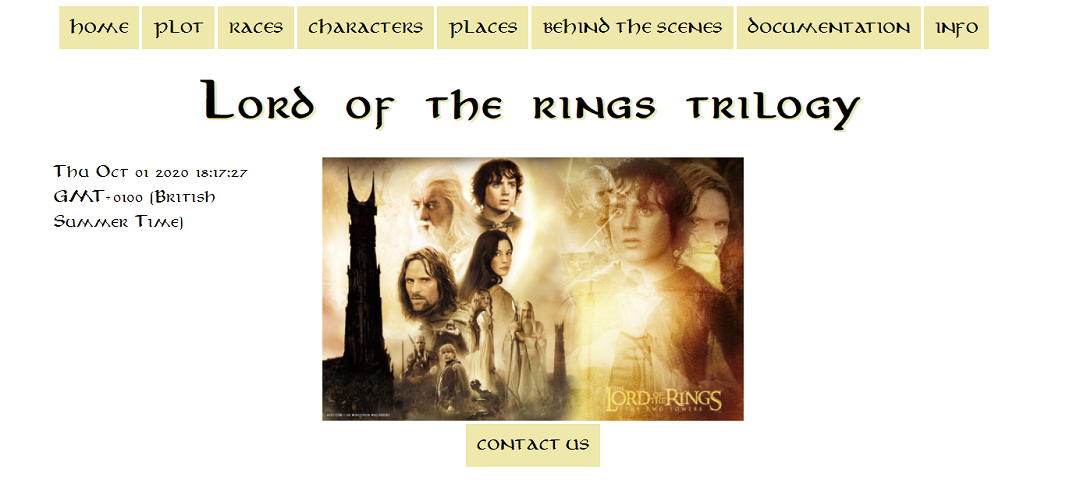 home plot races characters places behind the scenes documentation info
Lord of the rings trilogy
Thu Oct 01 2020 18:17:27
GMT+0100 (British
Summer Time)
THE
LORD OF THE RINGS
THE TWO TOWERS
contact us